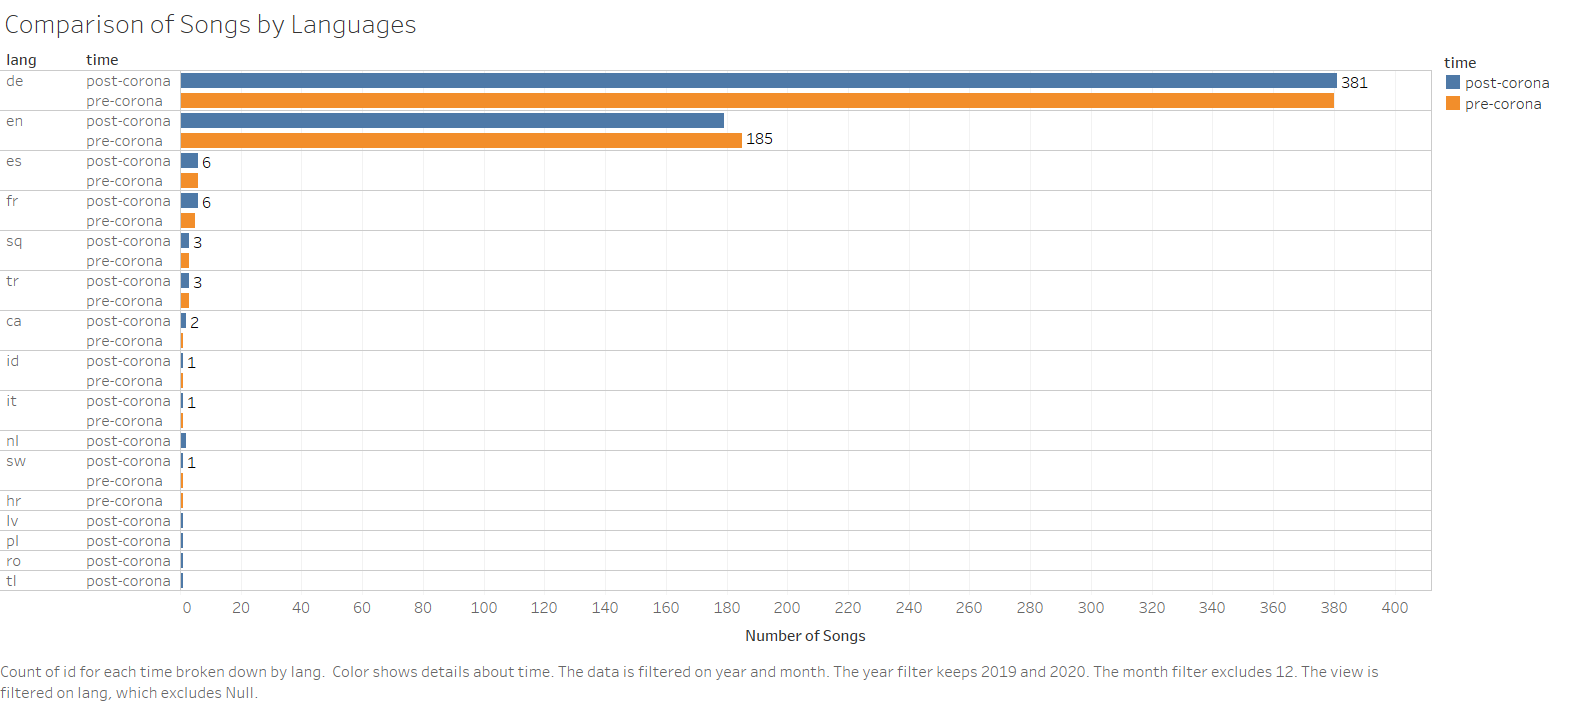 Comparison of Songs by Languages
lang time
de post-corona 381
pre-corona
en post-corona
pre-corona 185
es post-corona 6
pre-corona
fr post-corona 6
pre-corona
sq post-corona 3
pre-corona
tr post-corona 3
pre-corona
ca post-corona 2
pre-corona
id post-corona 1
pre-corona
it post-corona 1
pre-corona
nl post-corona
sw post-corona 1
pre-corona
hr pre-corona
lv post-corona
pl post-corona
ro post-corona
tl post-corona
0 20 40 60 80 100 120 140 160 180 200 220 240 260 280 300 320 340 360 380 400
Number of Songs
time
post-corona
pre-corona
Count of id for each time broken down by lang.  Color shows details about time. The data is filtered on year and month. The year filter keeps 2019 and 2020. The month filter excludes 12. The view is
filtered on lang, which excludes Null.